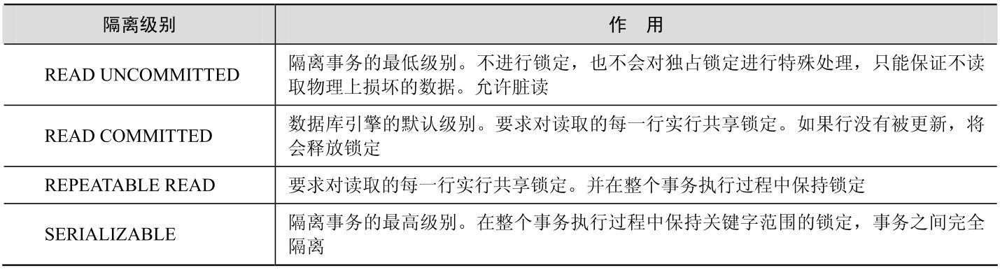 隔离级别
作 用
READ UNCOMMITTED
隔离事务的最低级别。不进行锁定，也不会对独占锁定进行特殊处理，只能保证不读
取物理上损坏的数据。允许脏读
READ COMMITTED
数据库引擎的默认级别。要求对读取的每一行实行共享锁定。如果行没有被更新，将
会释放锁定
REPEATABLE READ
要求对读取的每一行实行共享锁定。并在整个事务执行过程中保持锁定
SERIALIZABLE
隔离事务的最高级别。在整个事务执行过程中保持关键字范围的锁定，事务之间完全
隔离